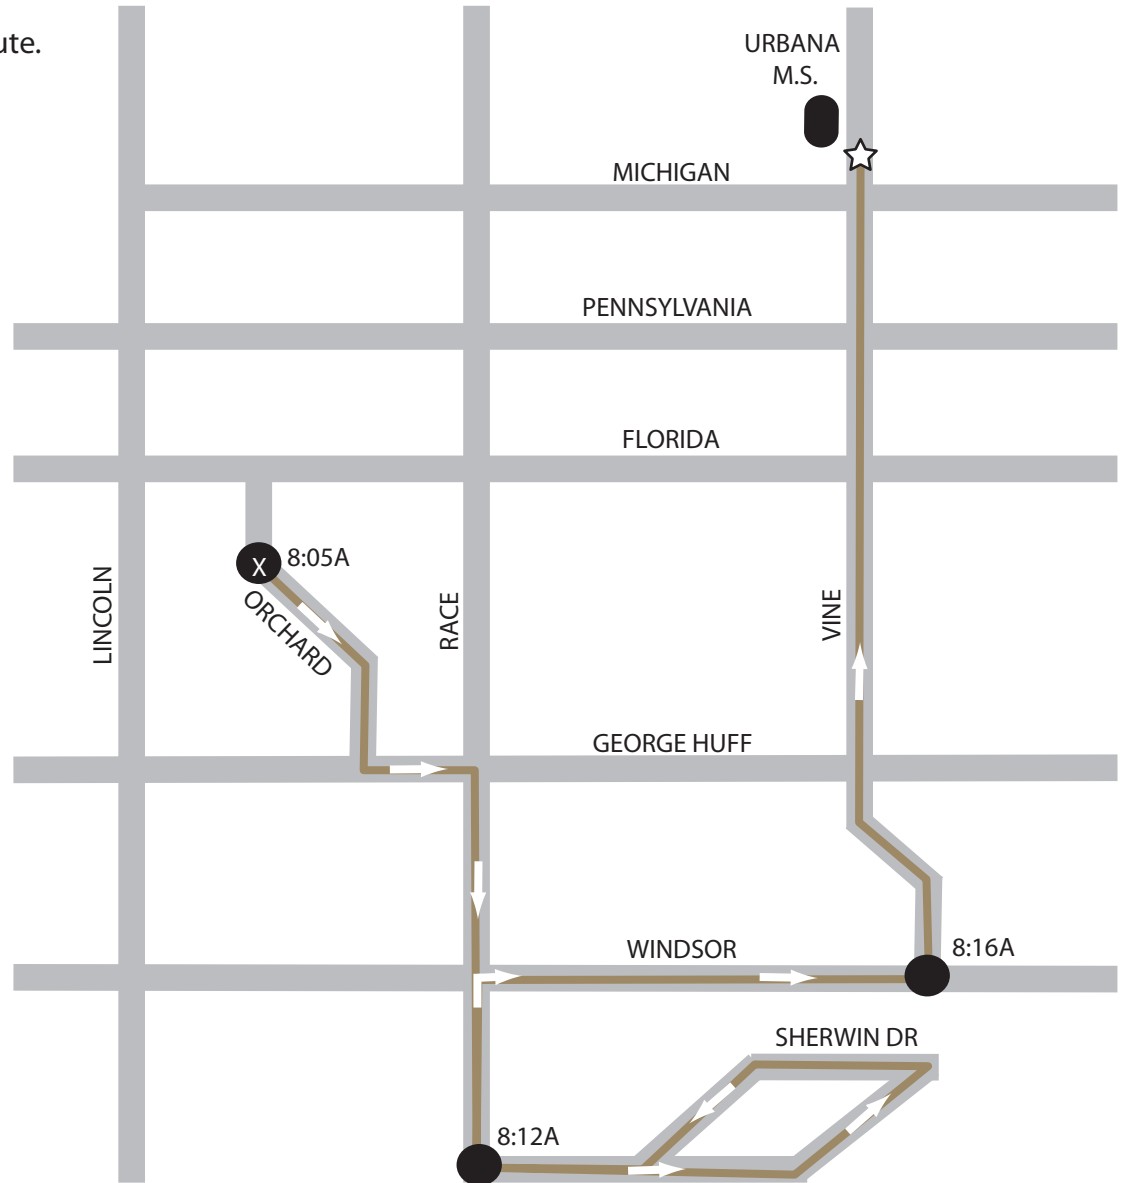 ute.
URBANA
M.S.
MICHIGAN
PENNSYLVANIA
FLORIDA
X
8:05A
ORCHARD
LINCOLN
RACE
VINE
GEORGE HUFF
WINDSOR
8:16A
SHERWIN DR
8:12A